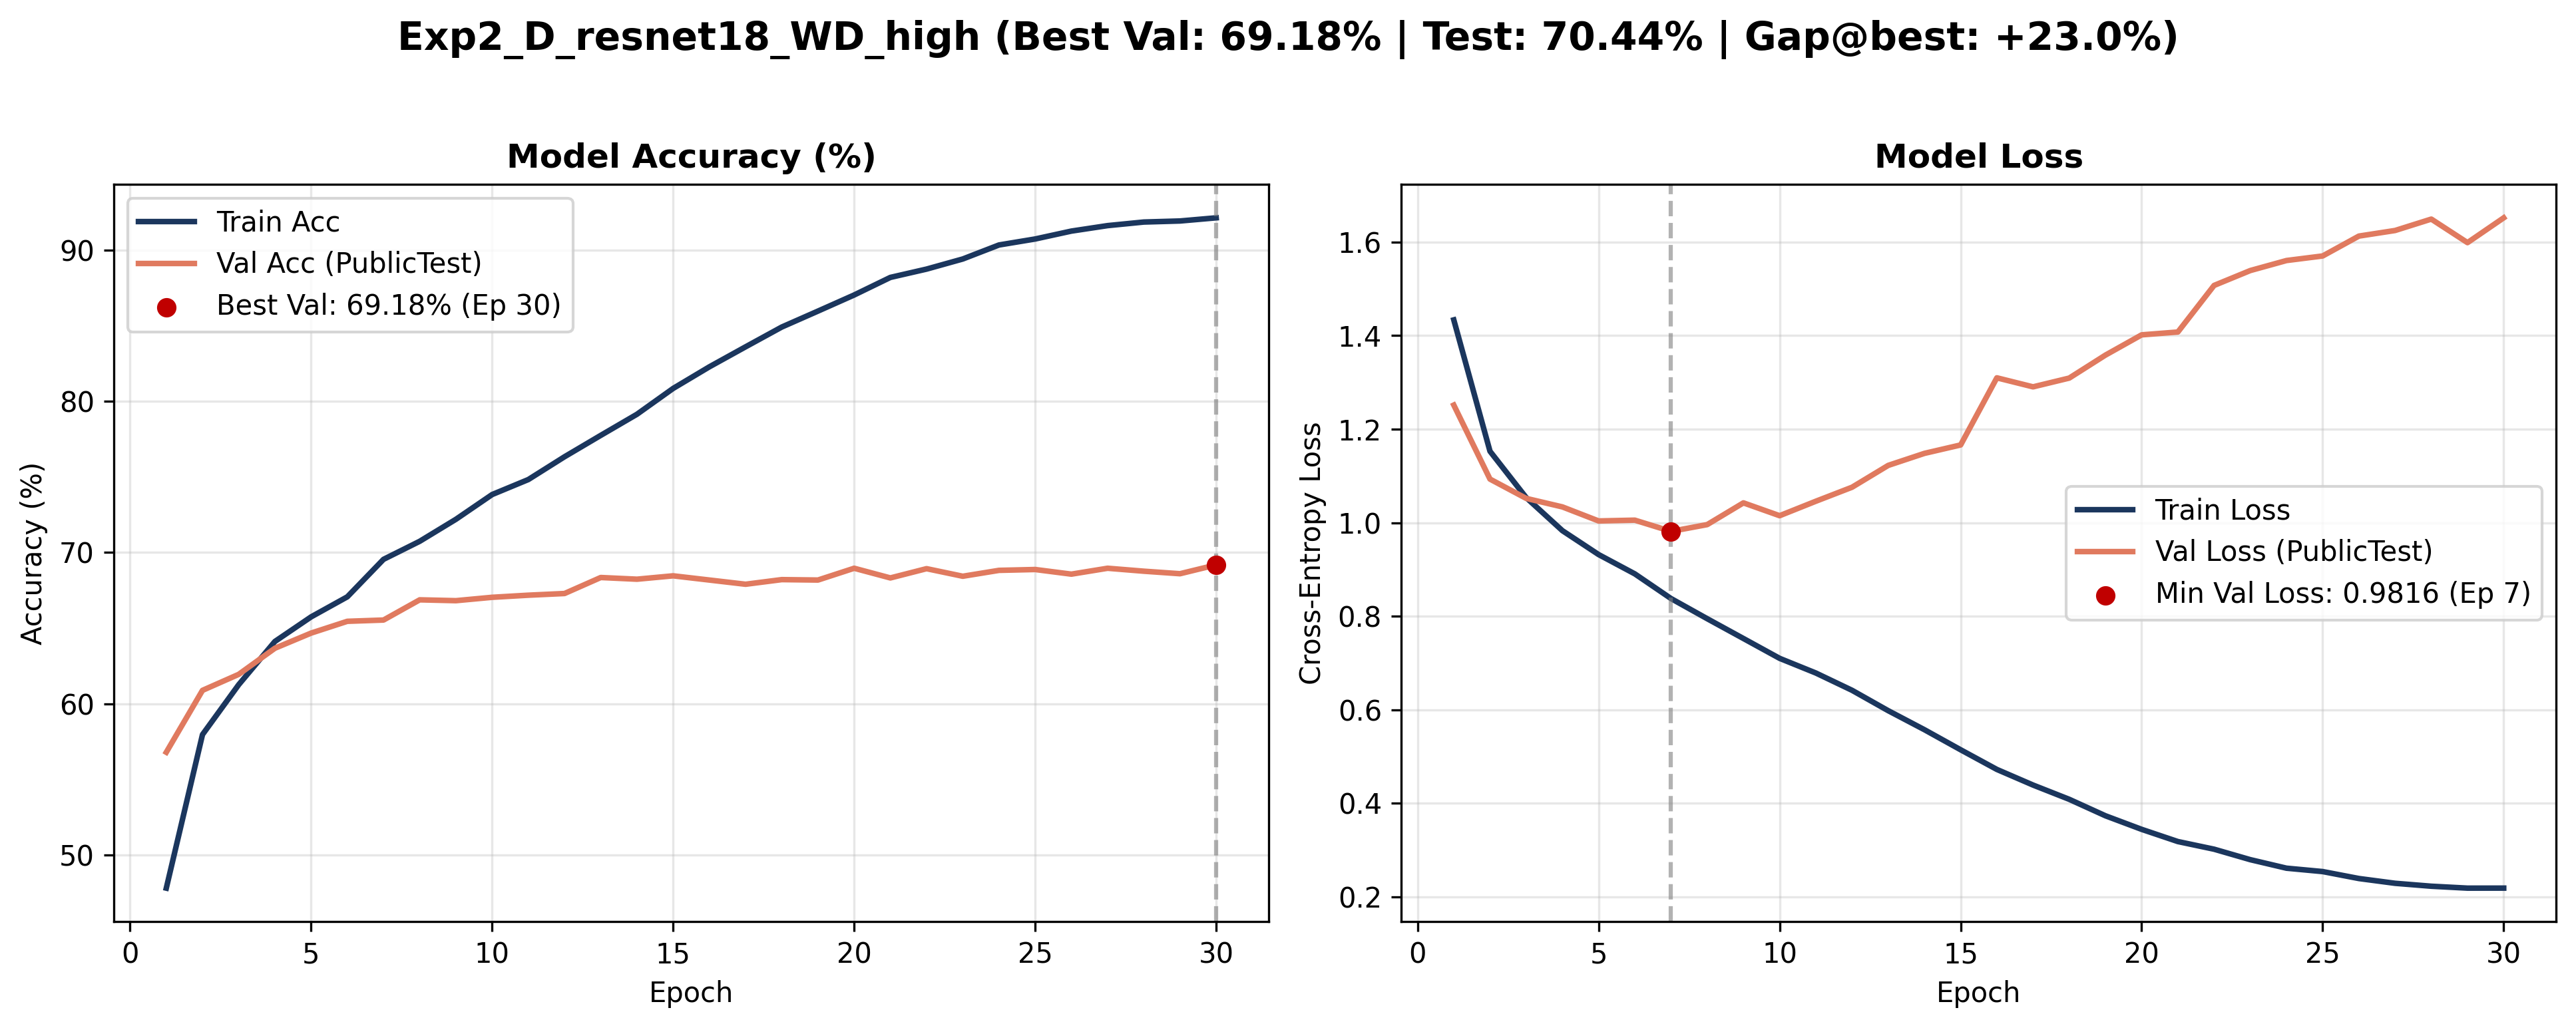 Exp2_D_resnet18_WD_high (Best Val: 69.18% | Test: 70.44% | Gap@best: +23.0%)
Model Accuracy (%)
Train Acc
Val Acc (PublicTest)
Best Val: 69.18% (Ep 30)
Accuracy (%)
90
80
70
60
50
0 5 10 15 20 25 30
Epoch
Model Loss
Cross-Entropy Loss
1.6
1.4
1.2
1.0
0.8
0.6
0.4
0.2
Train Loss
Val Loss (PublicTest)
Min Val Loss: 0.9816 (Ep 7)
0 5 10 15 20 25 30
Epoch